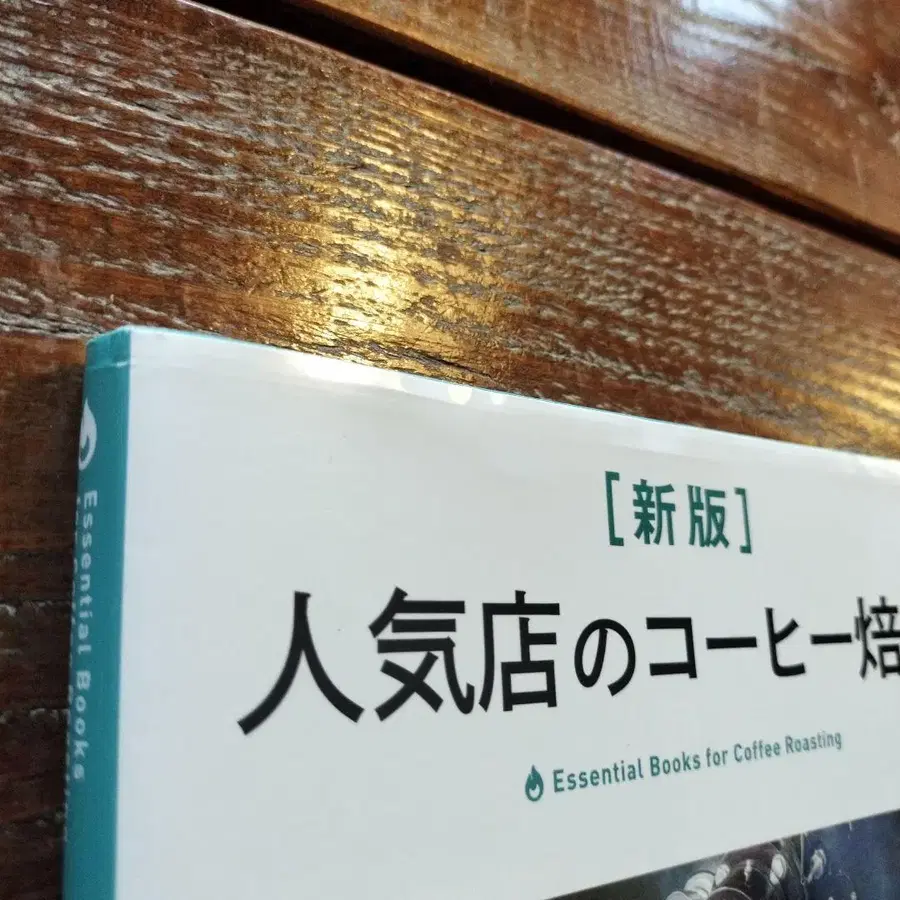 [新版]
人気店のコーヒー焙
Essential Books for Coffee Roasting
Essential Books